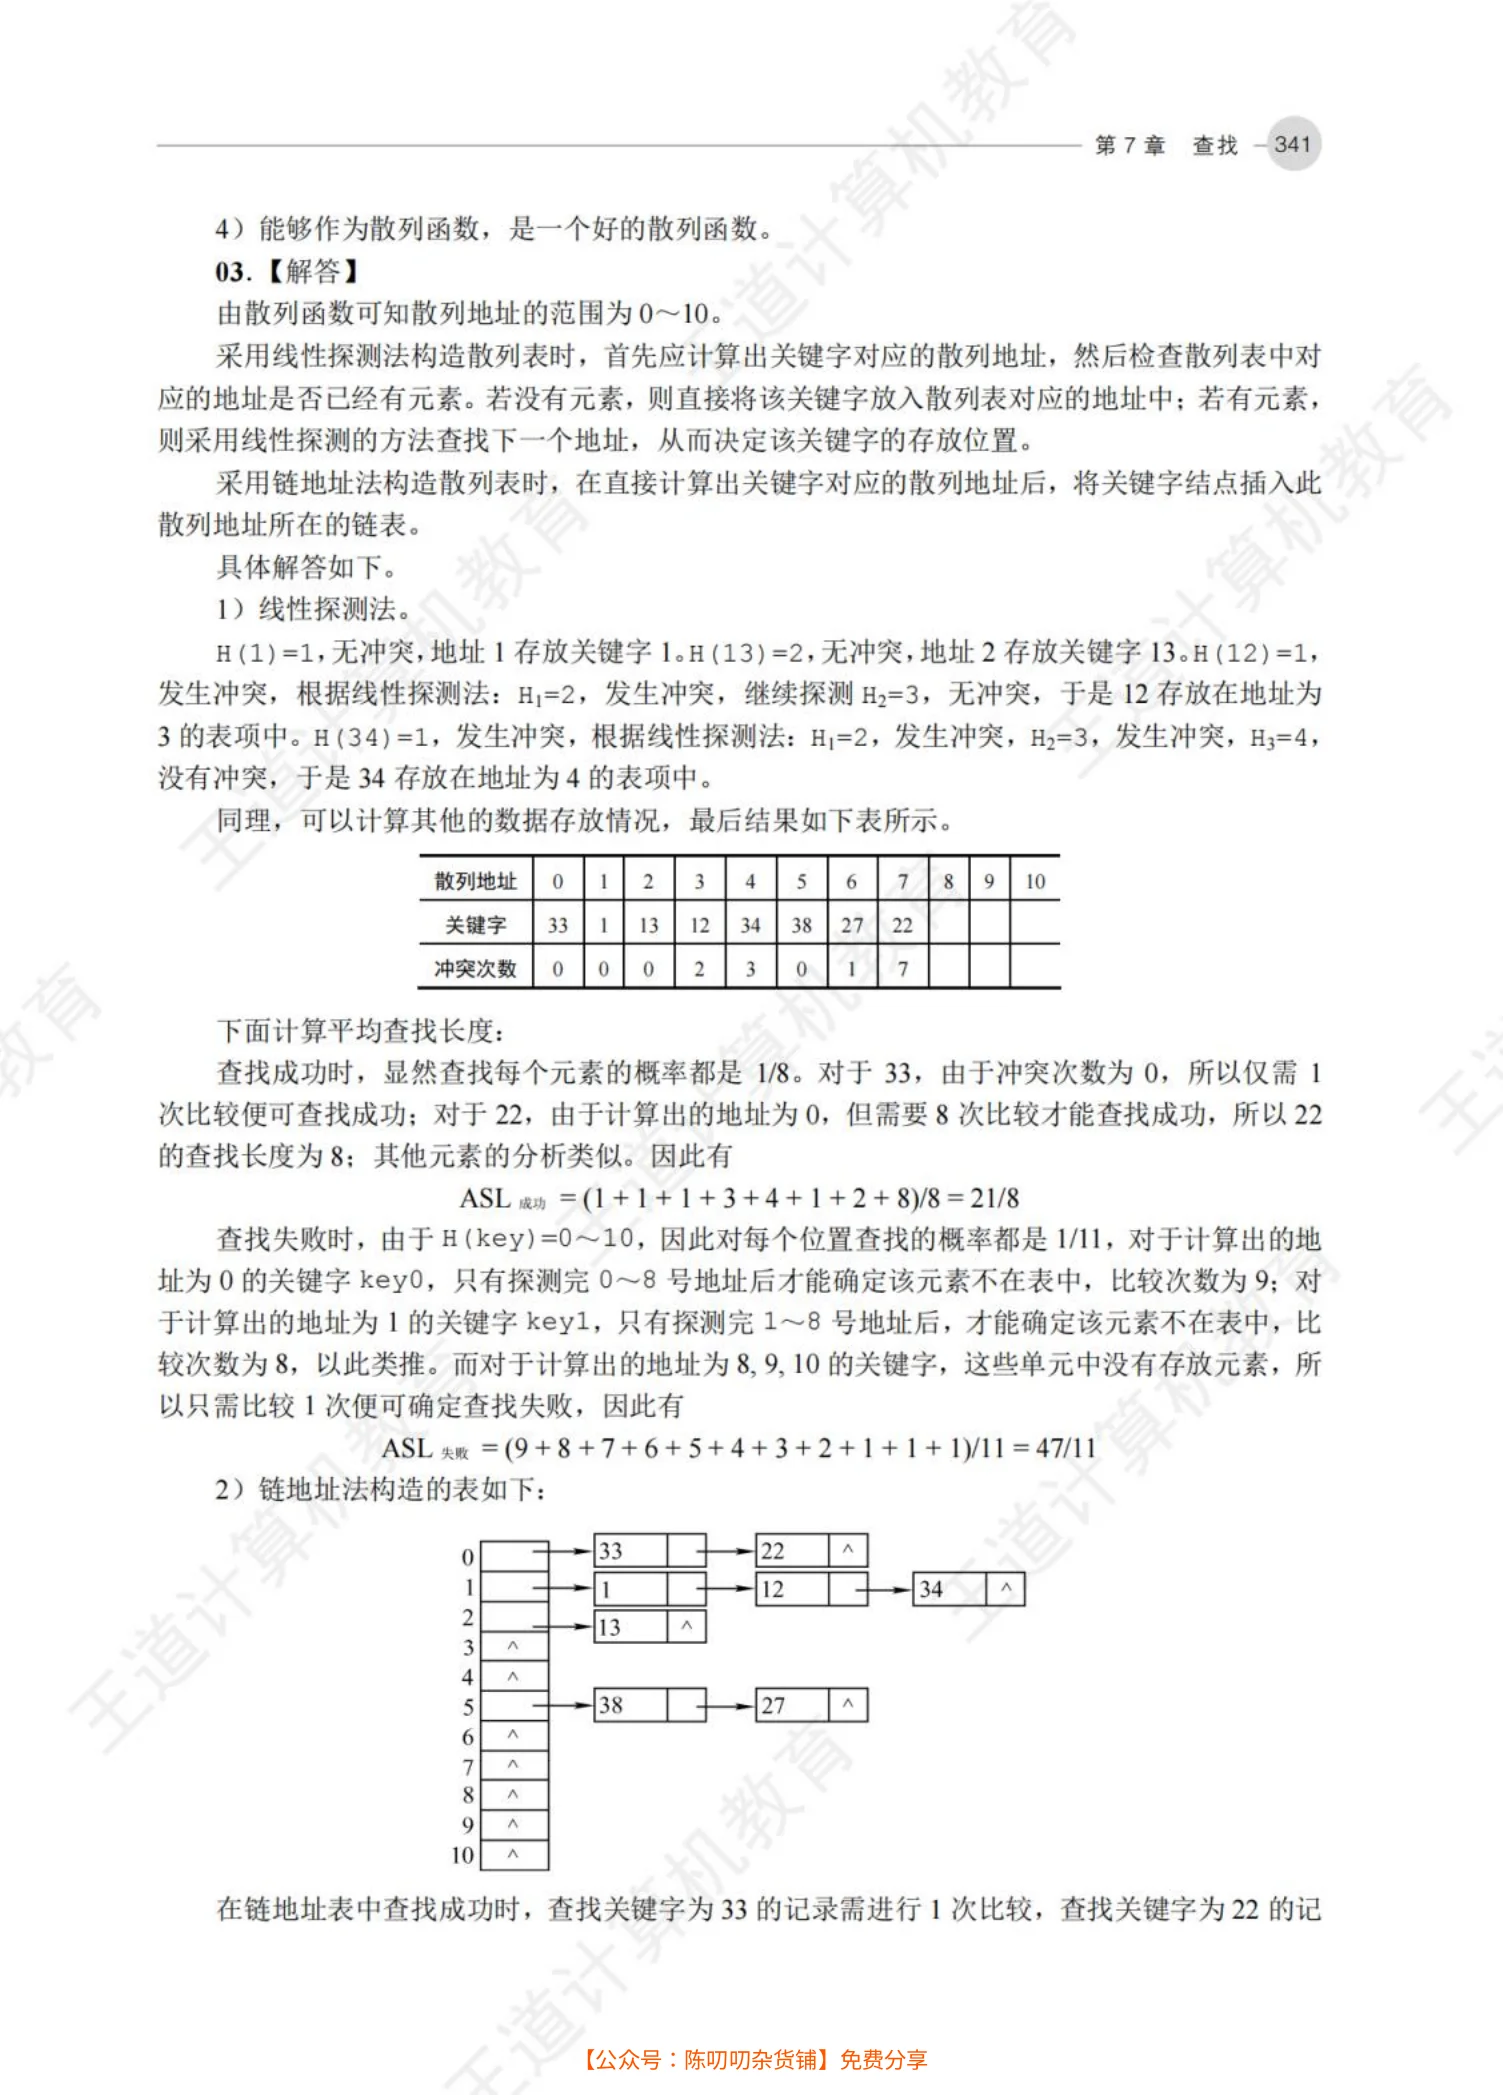 第 7 章 查找 341
4）能够作为散列函数，是一个好的散列函数。
03.【解答】
由散列函数可知散列地址的范围为 0～10。
采用线性探测法构造散列表时，首先应计算出关键字对应的散列地址，然后检查散列表中对
应的地址是否已经有元素。若没有元素，则直接将该关键字放入散列表对应的地址中；若有元素，
则采用线性探测的方法查找下一个地址，从而决定该关键字的存放位置。
采用链地址法构造散列表时，在直接计算出关键字对应的散列地址后，将关键字结点插入此
散列地址所在的链表。
具体解答如下。
1）线性探测法。
H(1)=1，无冲突，地址 1 存放关键字 1。H(13)=2，无冲突，地址 2 存放关键字 13。H(12)=1，
发生冲突，根据线性探测法：H₁=2，发生冲突，继续探测 H₂=3，无冲突，于是 12 存放在地址为
3 的表项中。H(34)=1，发生冲突，根据线性探测法：H₁=2，发生冲突，H₂=3，发生冲突，H₃=4，
没有冲突，于是 34 存放在地址为 4 的表项中。
同理，可以计算其他的数据存放情况，最后结果如下表所示。
散列地址 0 1 2 3 4 5 6 7 8 9 10
关键字 33 1 13 12 34 38 27 22
冲突次数 0 0 0 2 3 0 1 7
下面计算平均查找长度：
查找成功时，显然查找每个元素的概率都是 1/8。对于 33，由于冲突次数为 0，所以仅需 1
次比较便可查找成功；对于 22，由于计算出的地址为 0，但需要 8 次比较才能查找成功，所以 22
的查找长度为 8；其他元素的分析类似。因此有
ASL 成功 = (1 + 1 + 1 + 3 + 4 + 1 + 2 + 8)/8 = 21/8
查找失败时，由于 H(key)=0～10，因此对每个位置查找的概率都是 1/11，对于计算出的地
址为 0 的关键字 key0，只有探测完 0～8 号地址后才能确定该元素不在表中，比较次数为 9；对
于计算出的地址为 1 的关键字 key1，只有探测完 1～8 号地址后，才能确定该元素不在表中，比
较次数为 8，以此类推。而对于计算出的地址为 8, 9, 10 的关键字，这些单元中没有存放元素，所
以只需比较 1 次便可确定查找失败，因此有
ASL 失败 = (9 + 8 + 7 + 6 + 5 + 4 + 3 + 2 + 1 + 1 + 1)/11 = 47/11
2）链地址法构造的表如下：
0 33 22 ^
1 1 12 34 ^
2 13 ^
3 ^
4 ^
5 38 27 ^
6 ^
7 ^
8 ^
9 ^
10 ^
在链地址表中查找成功时，查找关键字为 33 的记录需进行 1 次比较，查找关键字为 22 的记
【公众号：陈叨叨杂货铺】免费分享
王道计算机教育